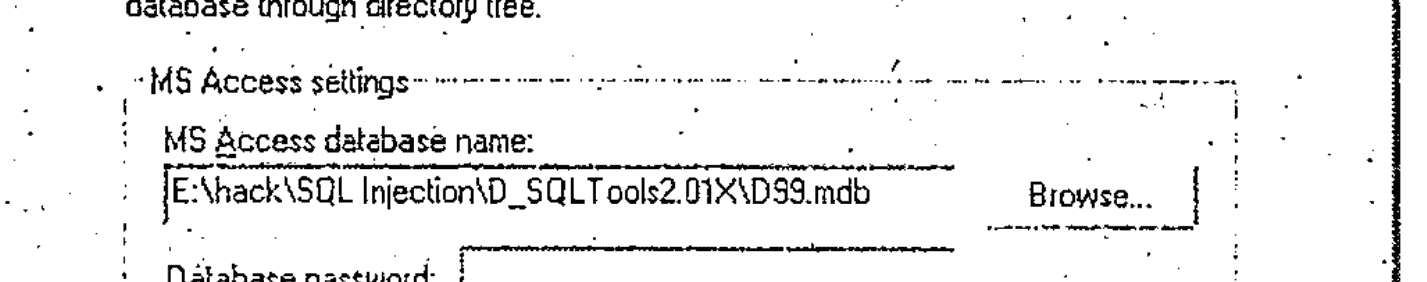 database through directory tree.
MS Access settings
MS Access database name:
E:\hack\SQL Injection\D_SQLTools2.01X\D99.mdb
Browse...
Database password: